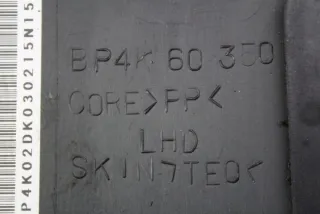 BP4K 60 350
CORE>PP<
LHD
SKIN>TEO<
P4K02DK030215N15